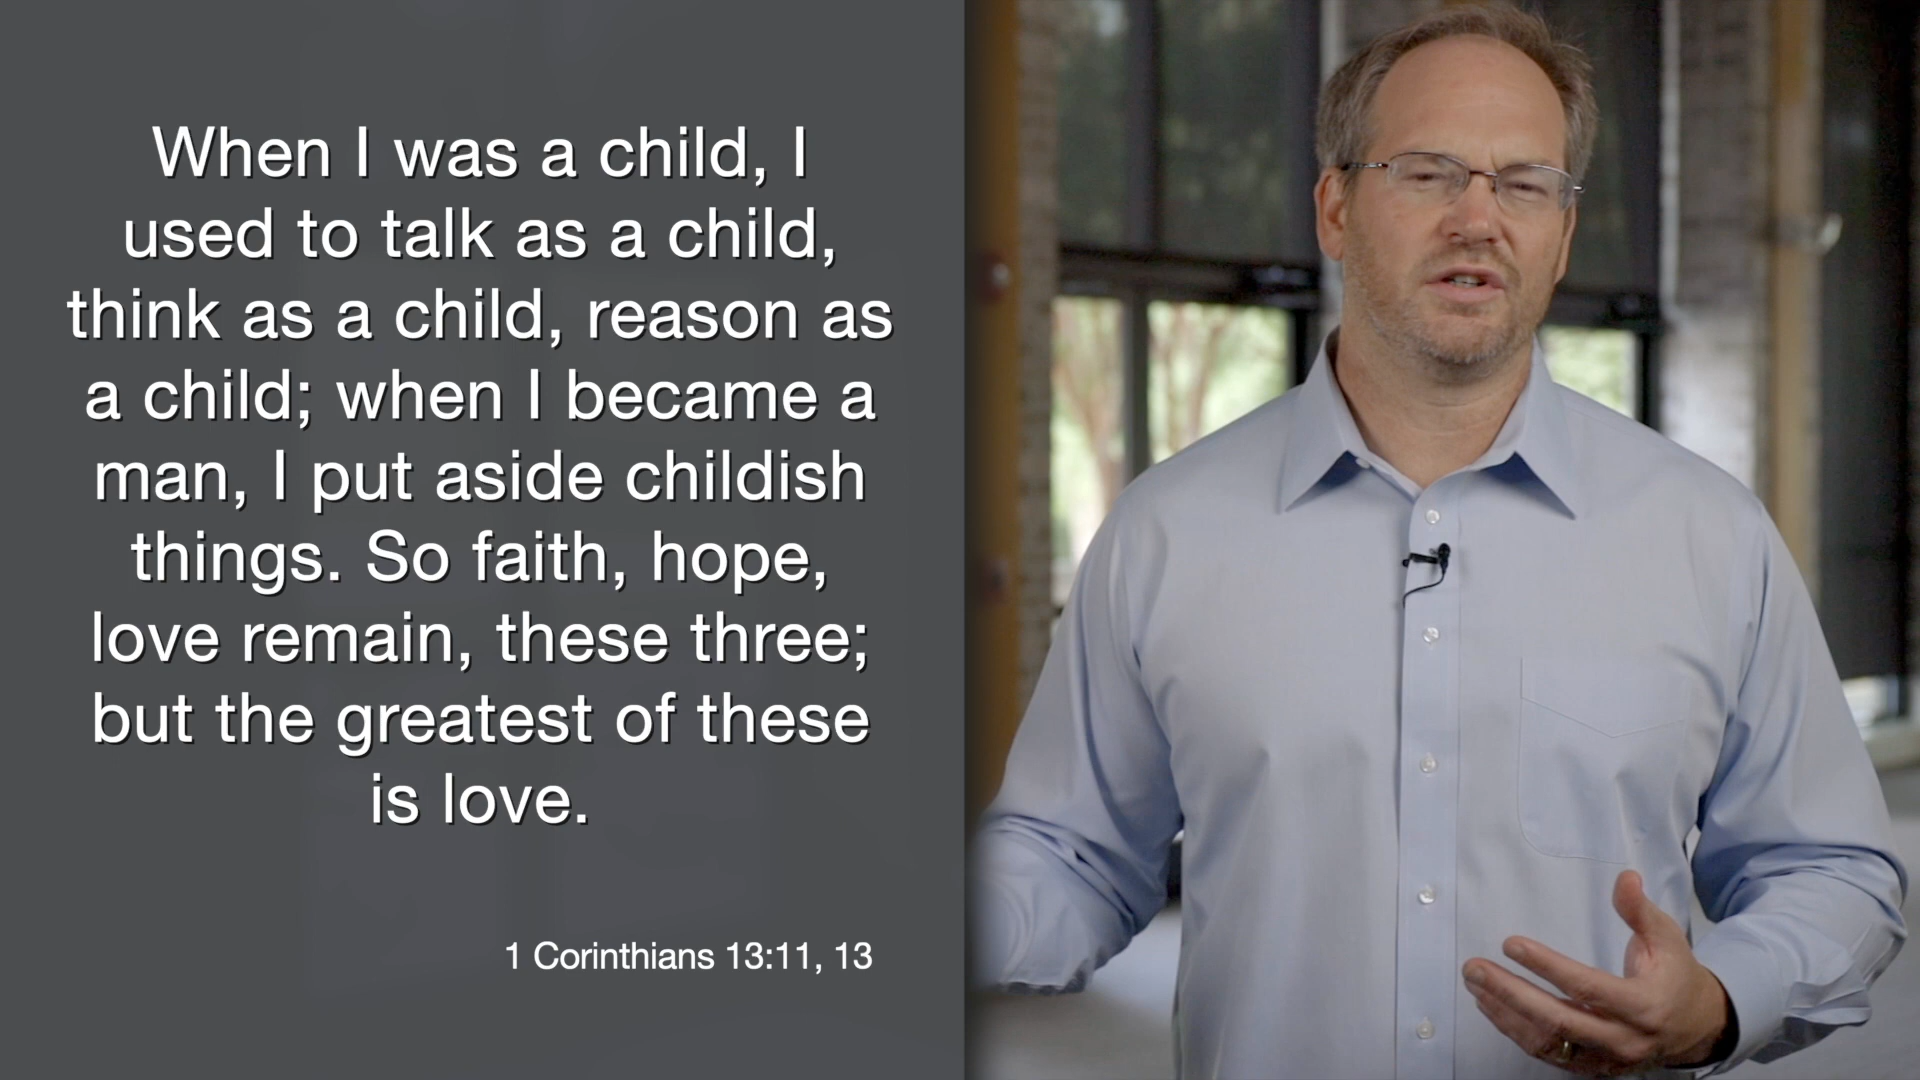 When I was a child, I
used to talk as a child,
think as a child, reason as
a child; when I became a
man, I put aside childish
things. So faith, hope,
love remain, these three;
but the greatest of these
is love.
1 Corinthians 13:11, 13